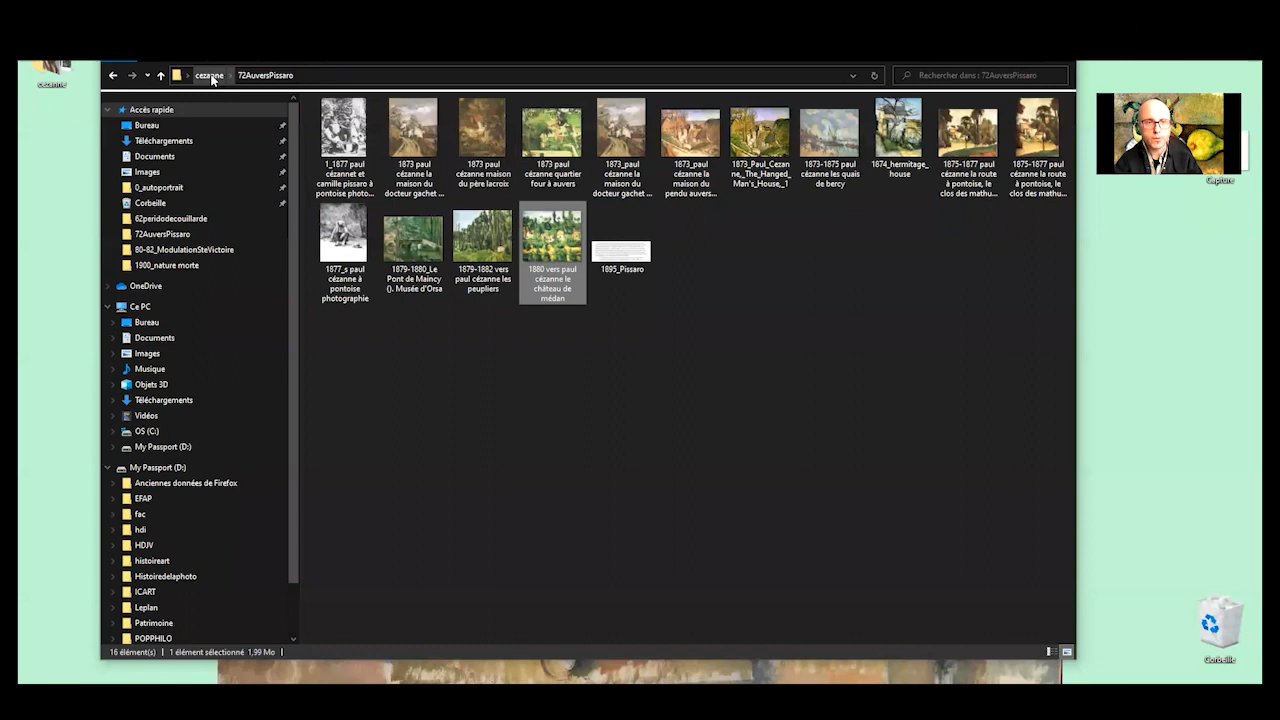 cezanne
cezanne
72AuversPissaro
Rechercher dans : 72AuversPissaro
Accès rapide
Bureau
Téléchargements
Documents
Images
0_autoportrait
Corbeille
62peridodecouillarde
72AuversPissaro
80-82_ModulationSteVictoire
1900_nature morte
OneDrive
Ce PC
Bureau
Documents
Images
Musique
Objets 3D
Téléchargements
Vidéos
OS (C:)
My Passport (D:)
My Passport (D:)
Anciennes données de Firefox
EFAP
fac
hdi
HDJV
histoireart
Histoiredelaphoto
ICART
Leplan
Patrimoine
POPPHILO
1_1877 paul
cézannet et
camille pissaro à
pontoise photo...
1873 paul
cézanne la
maison du
docteur gachet ...
1873 paul
cézanne maison
du père lacroix
1873 paul
cézanne quartier
four à auvers
1873_paul
cézanne la
maison du
docteur gachet ...
1873_paul
cézanne la
maison du
pendu auvers...
1873_Paul_Cezan
ne,_The_Hanged_
Man's_House,_1
1873-1875 paul
cézanne les quais
de bercy
1874_hermitage_
house
1875-1877 paul
cézanne la route
à pontoise, le
clos des mathu...
1875-1877 paul
cézanne la route
à pontoise, le
clos des mathu...
1877_s paul
cézanne à
pontoise
photographie
1879-1880_Le
Pont de Maincy
(). Musée d'Orsa
1879-1882 vers
paul cézanne les
peupliers
1880 vers paul
cézanne le
château de
médan
1895_Pissaro
16 élément(s)
1 élément sélectionné 1,99 Mo
Capture
Corbeille